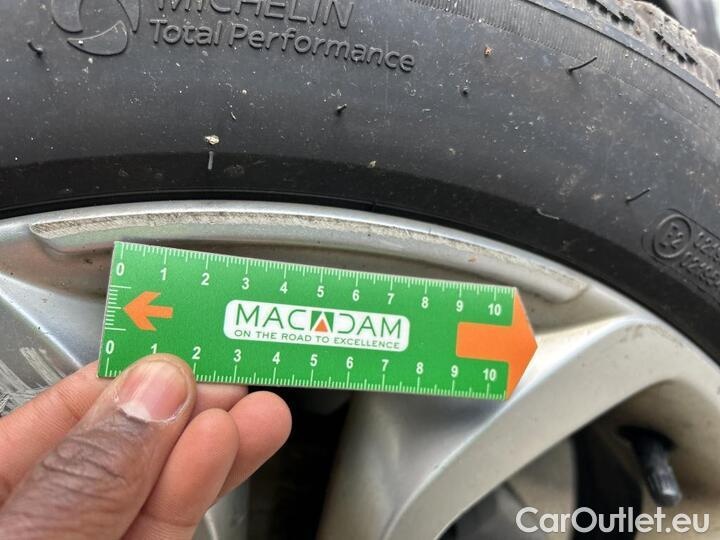 MICHELIN
Total Performance
0 1 2 3 4 5 6 7 8 9 10
MACADAM
ON THE ROAD TO EXCELLENCE
0 1 2 3 4 5 6 7 8 9 10
E2
CarOutlet.eu